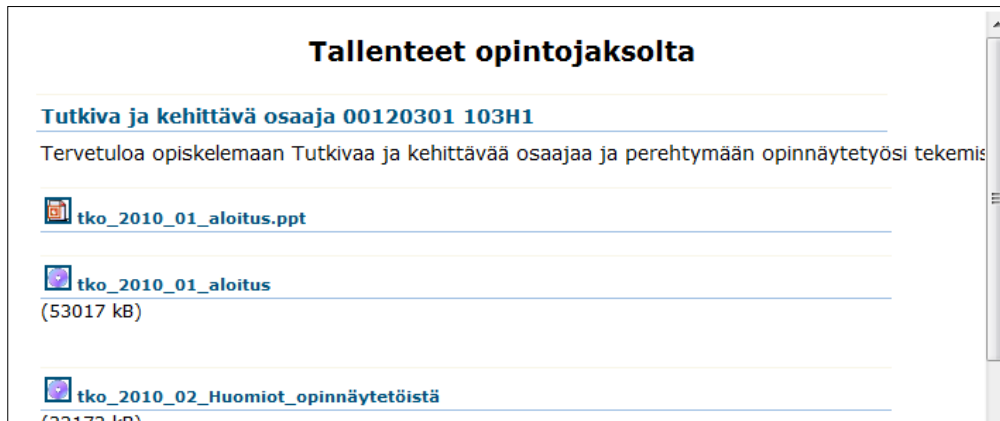 Tallenteet opintojaksolta
Tutkiva ja kehittävä osaaja 00120301 103H1
Tervetuloa opiskelemaan Tutkivaa ja kehittävää osaajaa ja perehtymään opinnäytetyösi tekemis
tko_2010_01_aloitus.ppt
tko_2010_01_aloitus
(53017 kB)
tko_2010_02_Huomiot_opinnäytetöistä